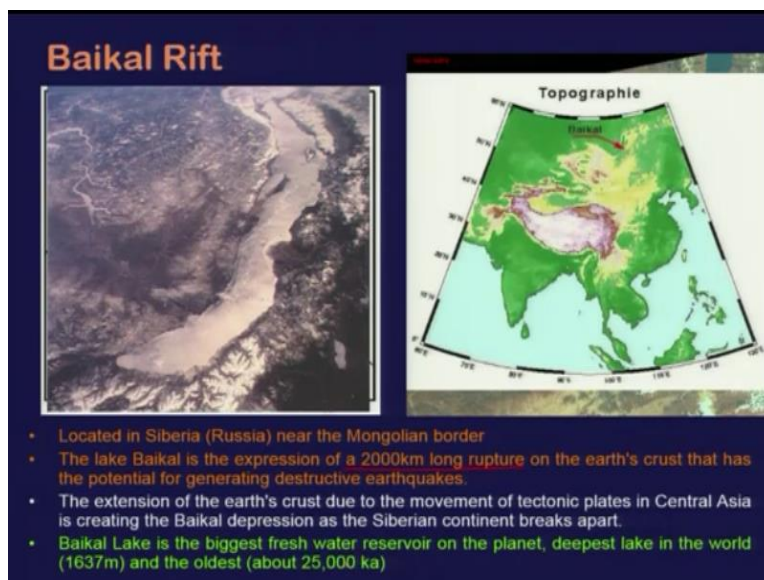 Baikal Rift
Topographie
Baikal
• Located in Siberia (Russia) near the Mongolian border
• The lake Baikal is the expression of a 2000km long rupture on the earth's crust that has
the potential for generating destructive earthquakes.
• The extension of the earth's crust due to the movement of tectonic plates in Central Asia
is creating the Baikal depression as the Siberian continent breaks apart.
• Baikal Lake is the biggest fresh water reservoir on the planet, deepest lake in the world
(1637m) and the oldest (about 25,000 ka)